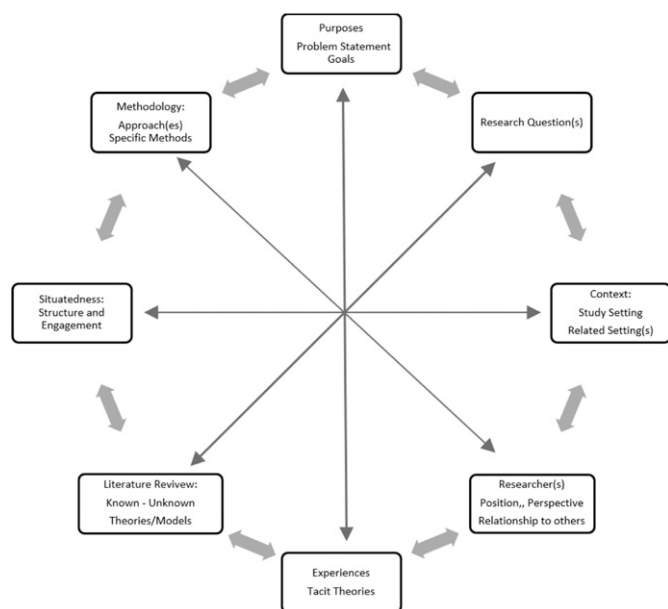 Purposes
Problem Statement
Goals
Methodology:
Approach(es)
Specific Methods
Research Question(s)
Situatedness:
Structure and
Engagement
Context:
Study Setting
Related Setting(s)
Literature Revivew:
Known - Unknown
Theories/Models
Researcher(s)
Position,, Perspective
Relationship to others
Experiences
Tacit Theories